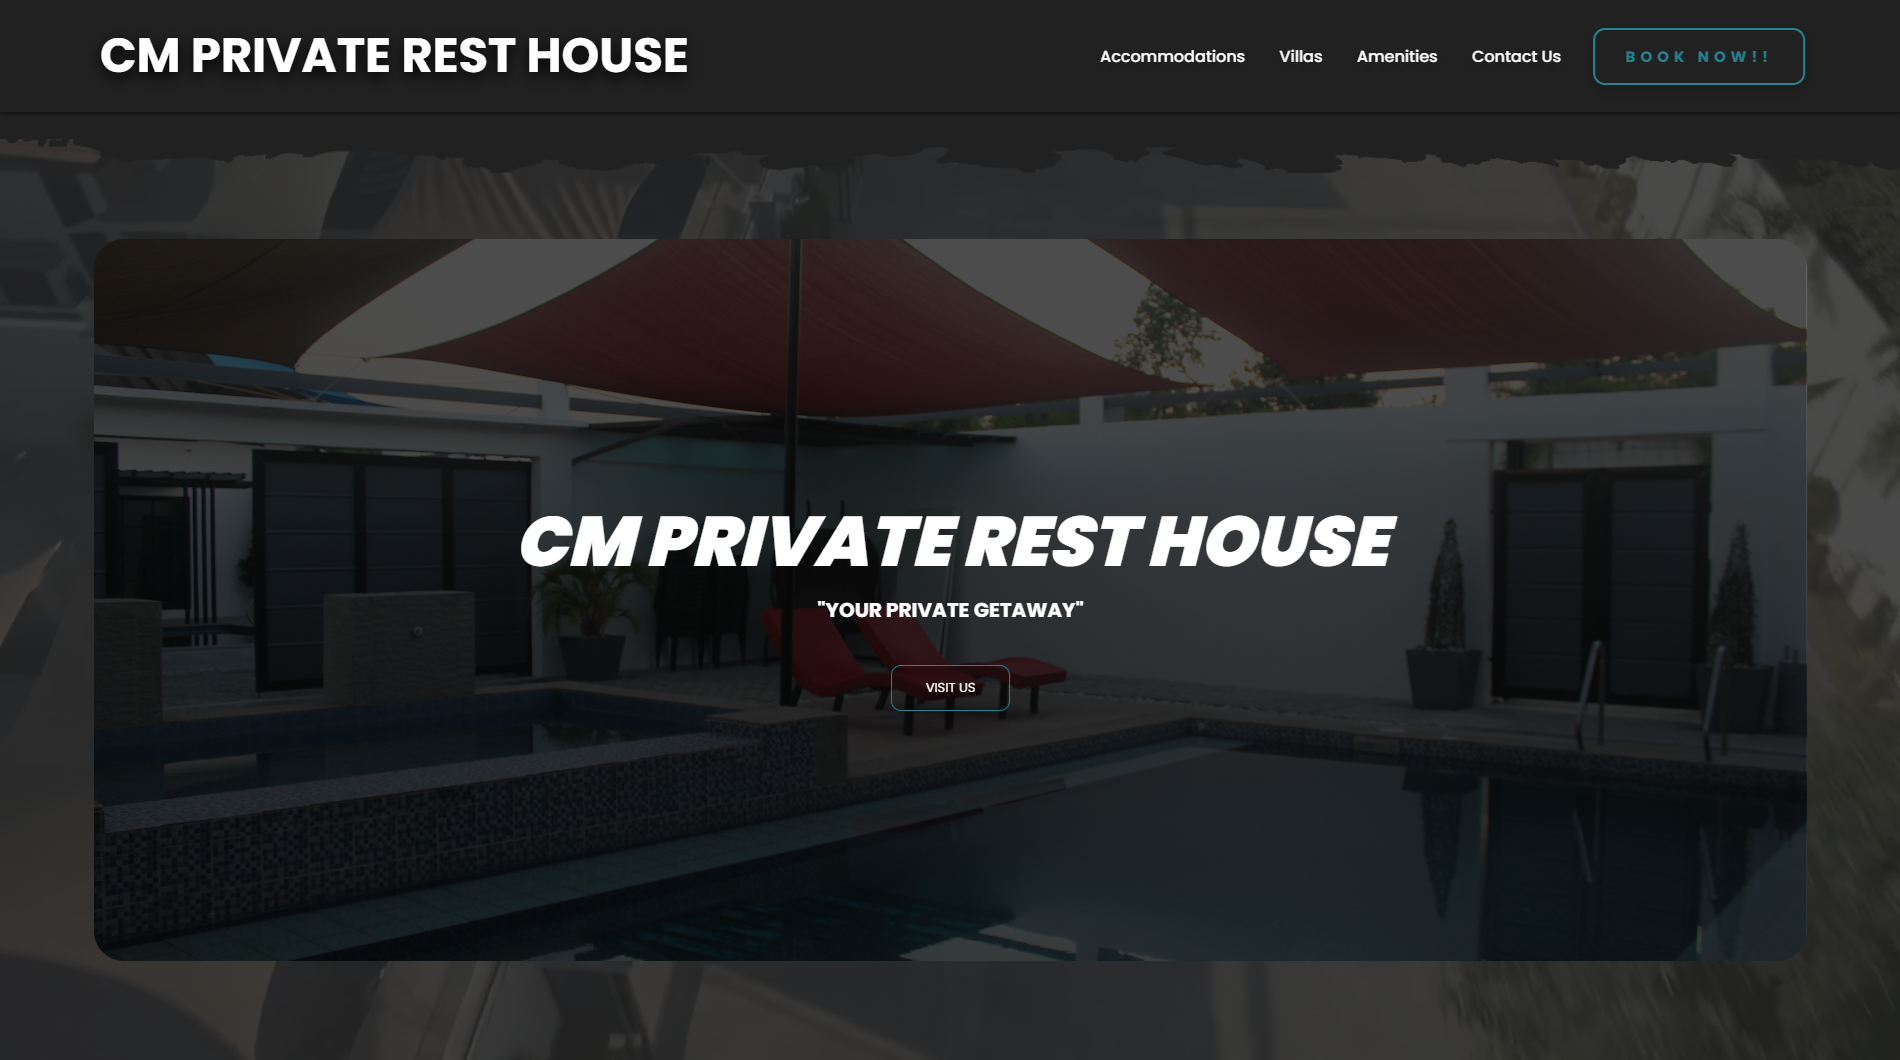 CM PRIVATE REST HOUSE
Accommodations
Villas
Amenities
Contact Us
BOOK NOW!!
CM PRIVATE REST HOUSE
"YOUR PRIVATE GETAWAY"
VISIT US